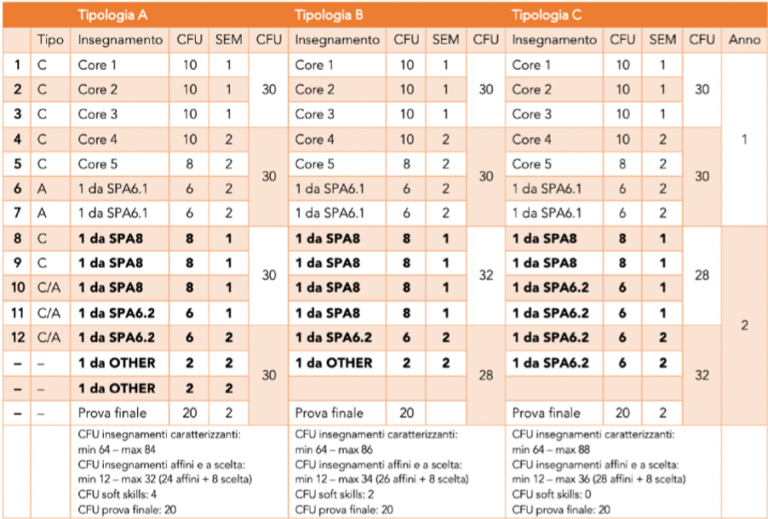 Tipologia A Tipologia B Tipologia C
Tipo Insegnamento CFU SEM CFU Insegnamento CFU SEM CFU Insegnamento CFU SEM CFU Anno
1 C Core 1 10 1 Core 1 10 1 Core 1 10 1
2 C Core 2 10 1 30 Core 2 10 1 30 Core 2 10 1 30
3 C Core 3 10 1 Core 3 10 1 Core 3 10 1
4 C Core 4 10 2 Core 4 10 2 Core 4 10 2 1
5 C Core 5 8 2 30 Core 5 8 2 30 Core 5 8 2 30
6 A 1 da SPA6.1 6 2 1 da SPA6.1 6 2 1 da SPA6.1 6 2
7 A 1 da SPA6.1 6 2 1 da SPA6.1 6 2 1 da SPA6.1 6 2
8 C 1 da SPA8 8 1 1 da SPA8 8 1 1 da SPA8 8 1
9 C 1 da SPA8 8 1 30 1 da SPA8 8 1 32 1 da SPA8 8 1 28
10 C/A 1 da SPA8 8 1 1 da SPA8 8 1 1 da SPA6.2 6 1
11 C/A 1 da SPA6.2 6 1 1 da SPA8 8 1 1 da SPA6.2 6 1 2
12 C/A 1 da SPA6.2 6 2 1 da SPA6.2 6 2 1 da SPA6.2 6 2
– – 1 da OTHER 2 2 30 1 da OTHER 2 2 28 1 da SPA6.2 6 2 32
– – 1 da OTHER 2 2
– – Prova finale 20 2 Prova finale 20 Prova finale 20 2
CFU insegnamenti caratterizzanti: CFU insegnamenti caratterizzanti: CFU insegnamenti caratterizzanti:
min 64 – max 84 min 64 – max 86 min 64 – max 88
CFU insegnamenti affini e a scelta: CFU insegnamenti affini e a scelta: CFU insegnamenti affini e a scelta:
min 12 – max 32 (24 affini + 8 scelta) min 12 – max 34 (26 affini + 8 scelta) min 12 – max 36 (28 affini + 8 scelta)
CFU soft skills: 4 CFU soft skills: 2 CFU soft skills: 0
CFU prova finale: 20 CFU prova finale: 20 CFU prova finale: 20